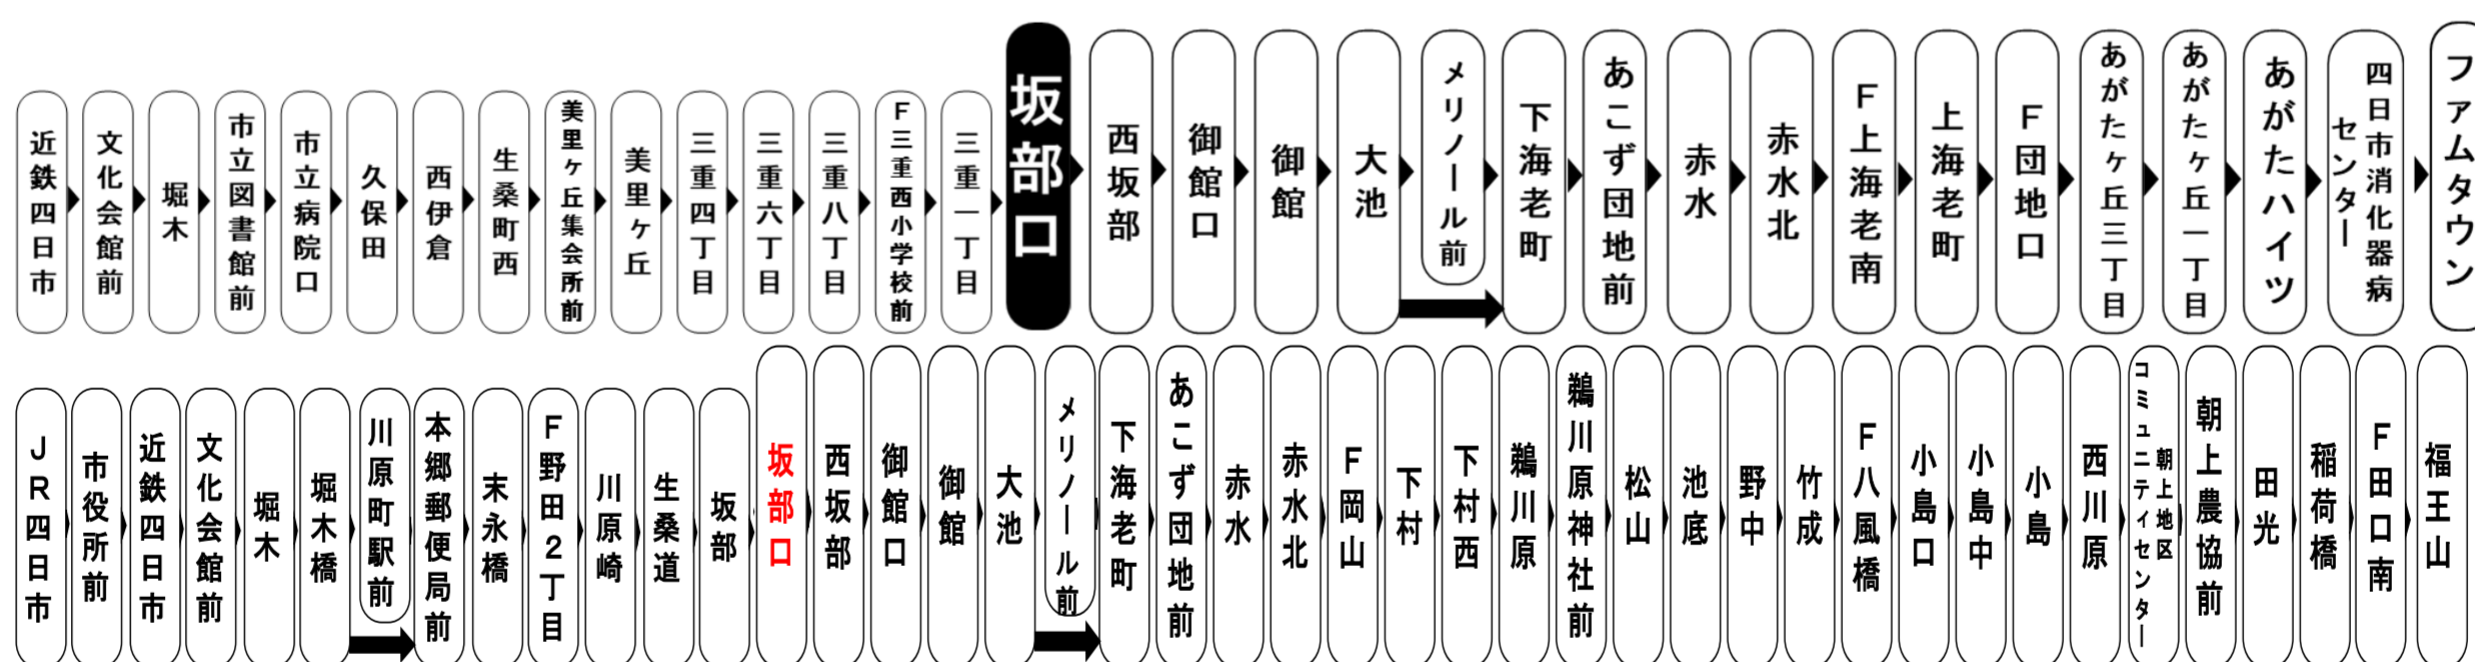 近鉄四日市
文化会館前
堀木
市立図書館前
市立病院口
久保田
西伊倉
生桑町西
美里ヶ丘集会所前
美里ヶ丘
三重四丁目
三重六丁目
三重八丁目
F三重西小学校前
三重一丁目
坂部口
西坂部
御館口
御館
大池
メリノール前
下海老町
あこず団地前
赤水
赤水北
F上海老南
上海老町
F団地口
あがたヶ丘三丁目
あがたヶ丘一丁目
あがたハイツ
四日市消化器病
センター
ファムタウン
JR四日市
市役所前
近鉄四日市
文化会館前
堀木
堀木橋
川原町駅前
本郷郵便局前
末永橋
F野田2丁目
川原崎
生桑道
坂部
坂部口
西坂部
御館口
御館
大池
メリノール前
下海老町
あこず団地前
赤水
赤水北
F岡山
下村
下村西
鵜川原
鵜川原神社前
松山
池底
野中
竹成
F八風橋
小島口
小島中
小島
西川原
朝上地区
コミュニティセンター
朝上農協前
田光
稲荷橋
F田口南
福王山